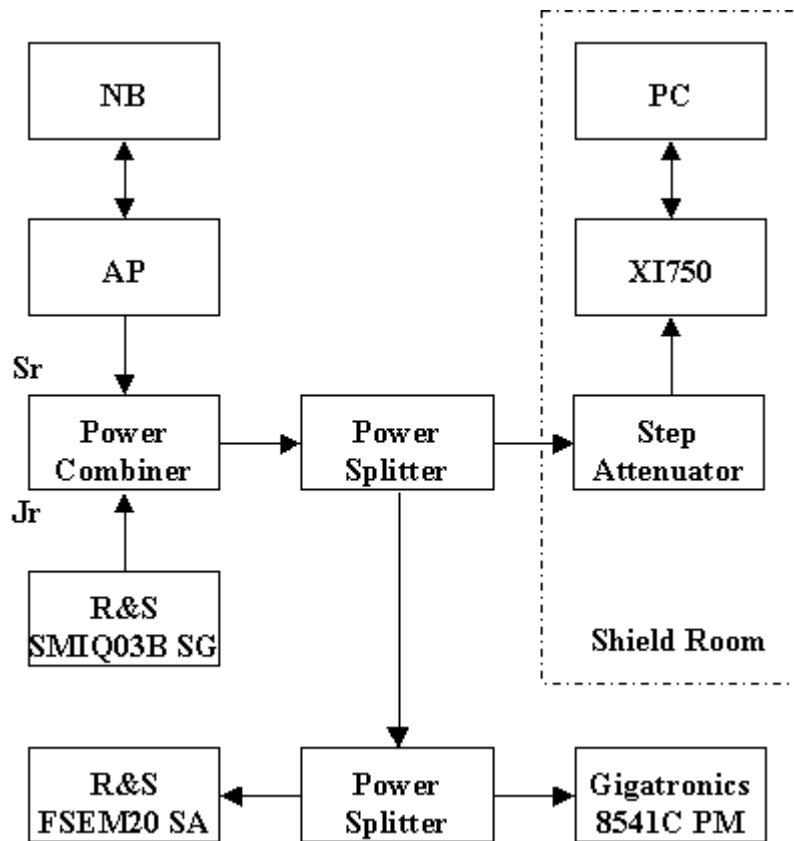 NB
PC
AP
XI750
Sr
Power
Combiner
Power
Splitter
Step
Attenuator
Jr
R&S
SMIQ03B SG
Shield Room
R&S
FSEM20 SA
Power
Splitter
Gigatronics
8541C PM